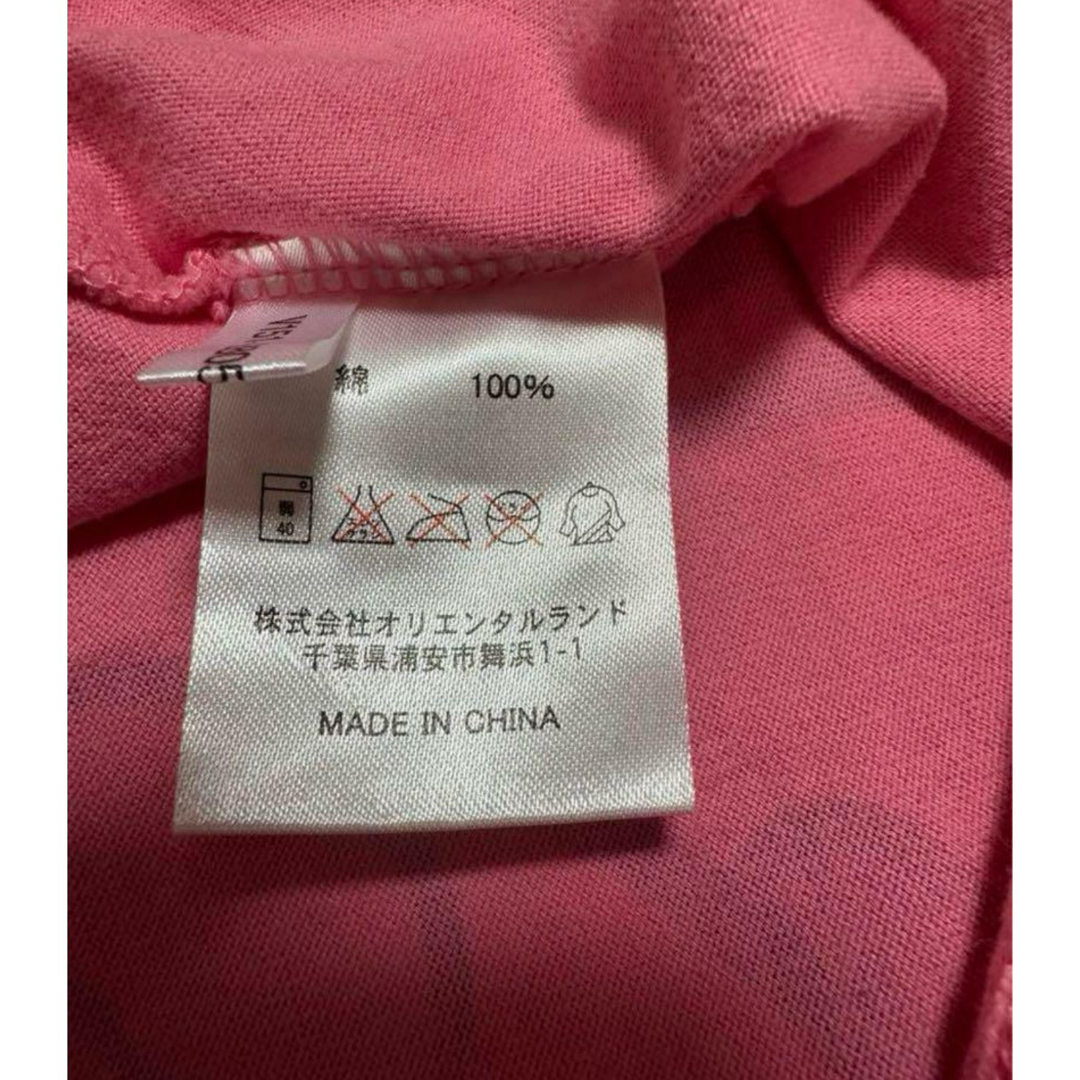 綿 100%
弱
40
株式会社オリエンタルランド
千葉県浦安市舞浜1-1
MADE IN CHINA